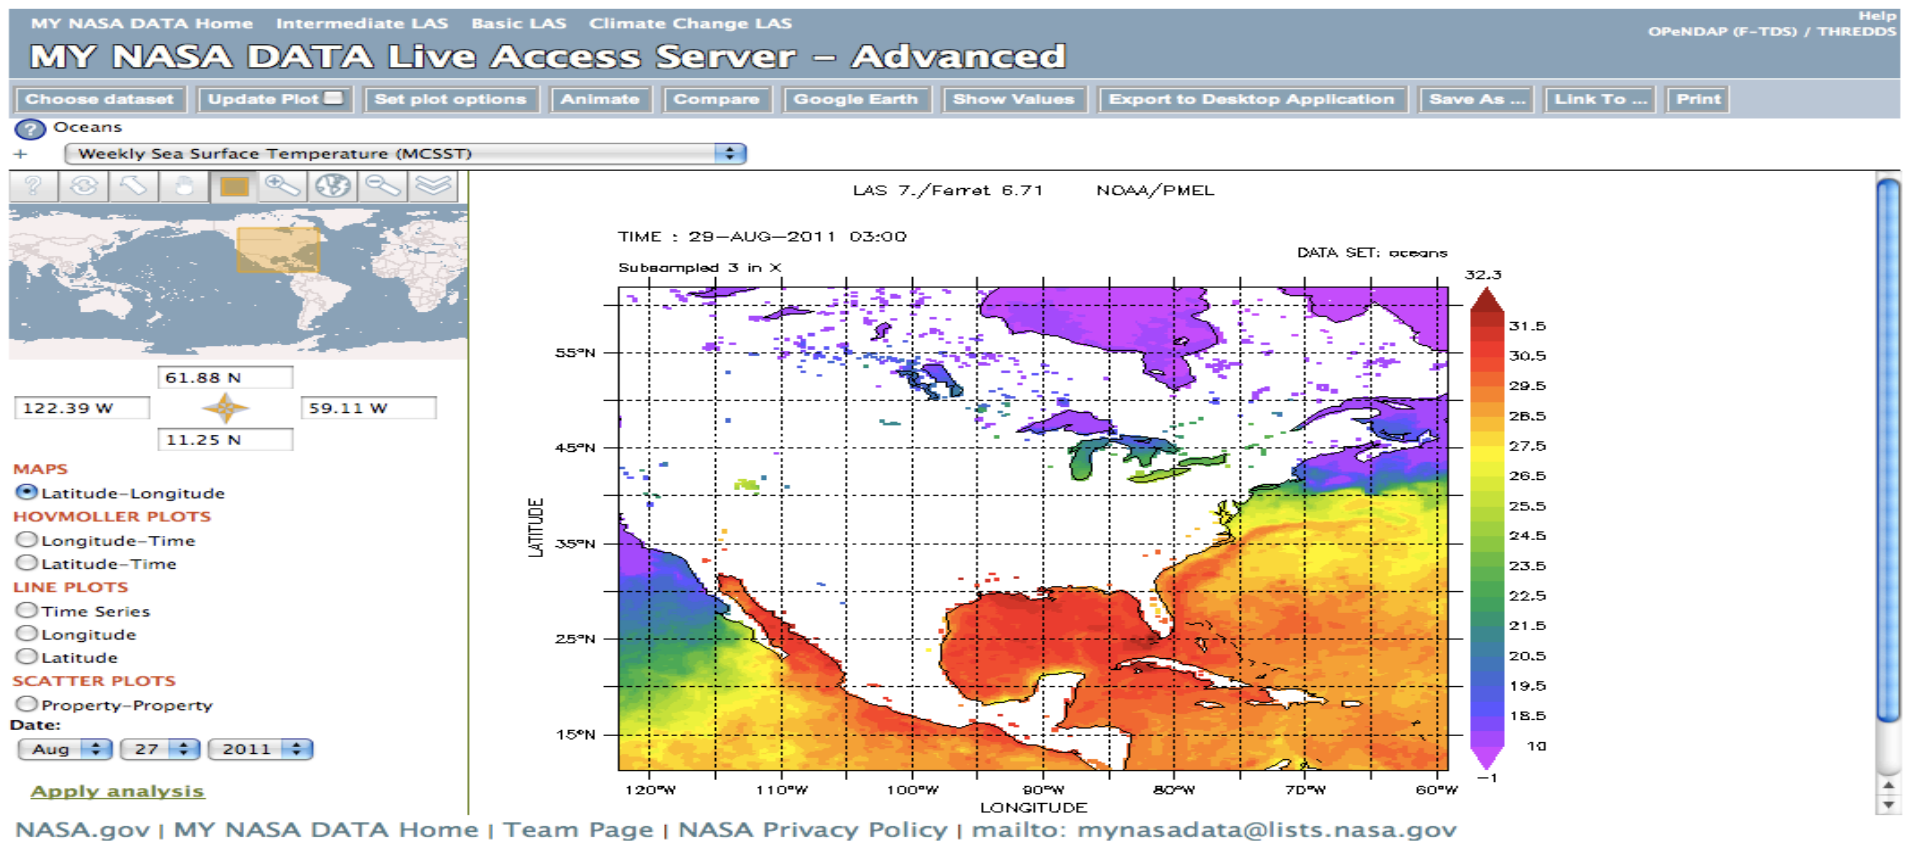 MY NASA DATA Home Intermediate LAS Basic LAS Climate Change LAS
Help
OPeNDAP (F-TDS) / THREDDS
MY NASA DATA Live Access Server – Advanced
Choose dataset Update Plot Set plot options Animate Compare Google Earth Show Values Export to Desktop Application Save As ... Link To ... Print
? Oceans
+ Weekly Sea Surface Temperature (MCSST)
?
61.88 N
122.39 W 59.11 W
11.25 N
MAPS
Latitude-Longitude
HOVMOLLER PLOTS
Longitude-Time
Latitude-Time
LINE PLOTS
Time Series
Longitude
Latitude
SCATTER PLOTS
Property-Property
Date:
Aug 27 2011
Apply analysis
LAS 7./Ferret 6.71 NOAA/PMEL
TIME : 29-AUG-2011 03:00
DATA SET: oceans
Subsampled 3 in X
32.3
31.5
30.5
29.5
28.5
27.5
26.5
25.5
24.5
23.5
22.5
21.5
20.5
19.5
18.5
10
-1
55°N
45°N
35°N
25°N
15°N
LATITUDE
120°W 110°W 100°W 90°W 80°W 70°W 60°W
LONGITUDE
NASA.gov | MY NASA DATA Home | Team Page | NASA Privacy Policy | mailto: mynasadata@lists.nasa.gov